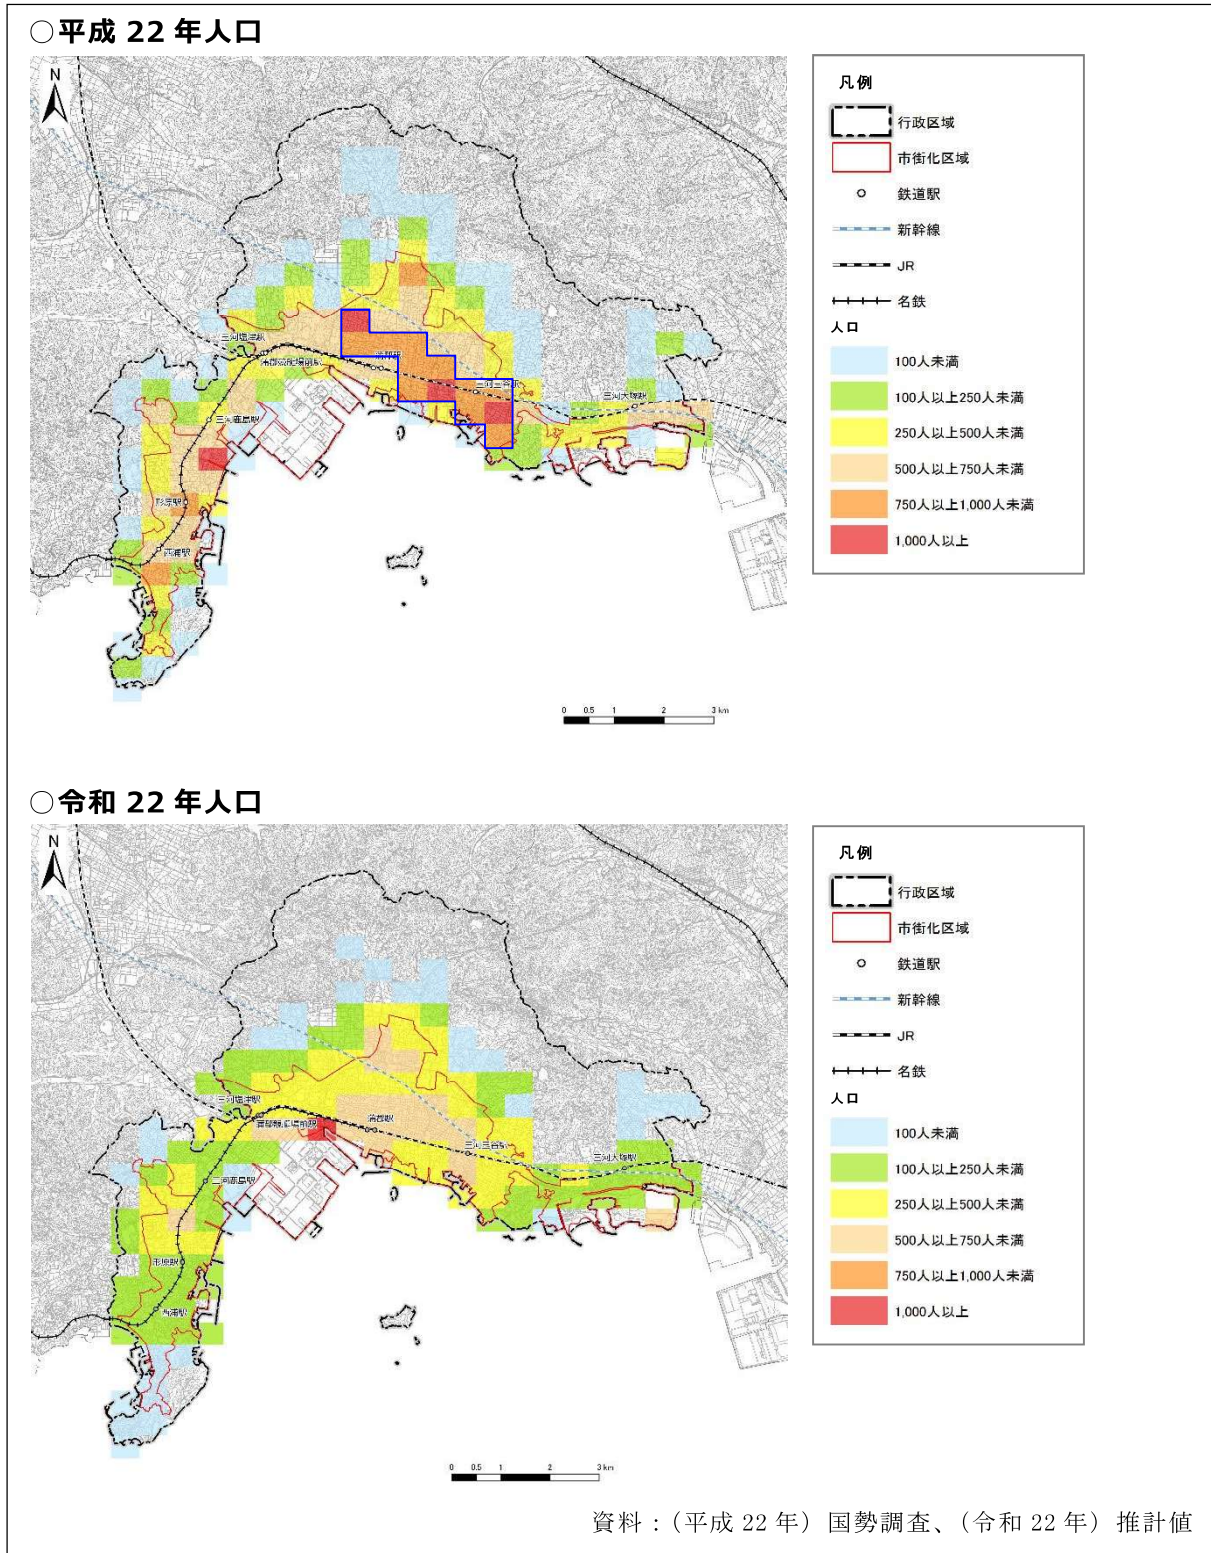 ○平成 22 年人口
N
三河塩津駅
蒲郡競艇場前駅
蒲郡駅
三河三谷駅
三河大塚駅
三河鹿島駅
形原駅
西浦駅
0 0.5 1 2 3 km
凡例
行政区域
市街化区域
鉄道駅
新幹線
JR
名鉄
人口
100人未満
100人以上250人未満
250人以上500人未満
500人以上750人未満
750人以上1,000人未満
1,000人以上
○令和 22 年人口
N
三河塩津駅
蒲郡競艇場前駅
蒲郡駅
三河三谷駅
三河大塚駅
三河鹿島駅
形原駅
西浦駅
0 0.5 1 2 3 km
凡例
行政区域
市街化区域
鉄道駅
新幹線
JR
名鉄
人口
100人未満
100人以上250人未満
250人以上500人未満
500人以上750人未満
750人以上1,000人未満
1,000人以上
資料：（平成 22 年）国勢調査、（令和 22 年）推計値